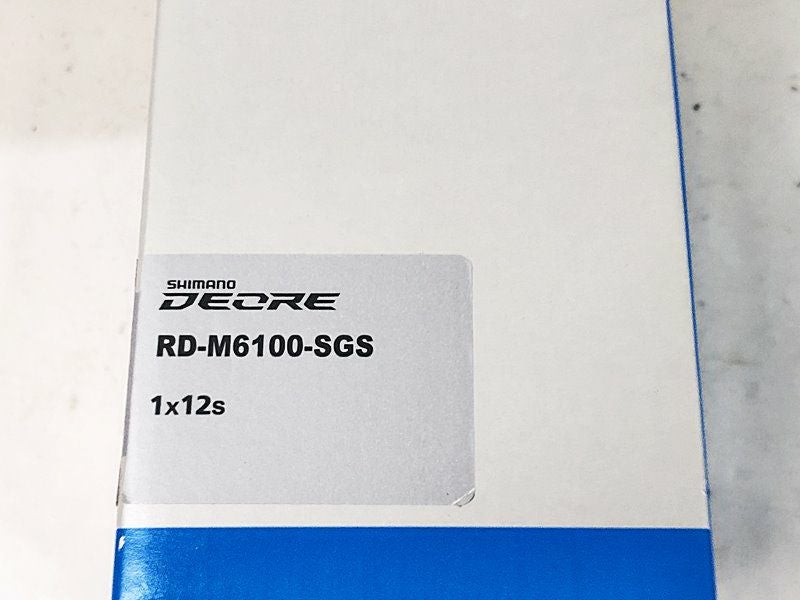 SHIMANO
DEORE
RD-M6100-SGS
1x12s